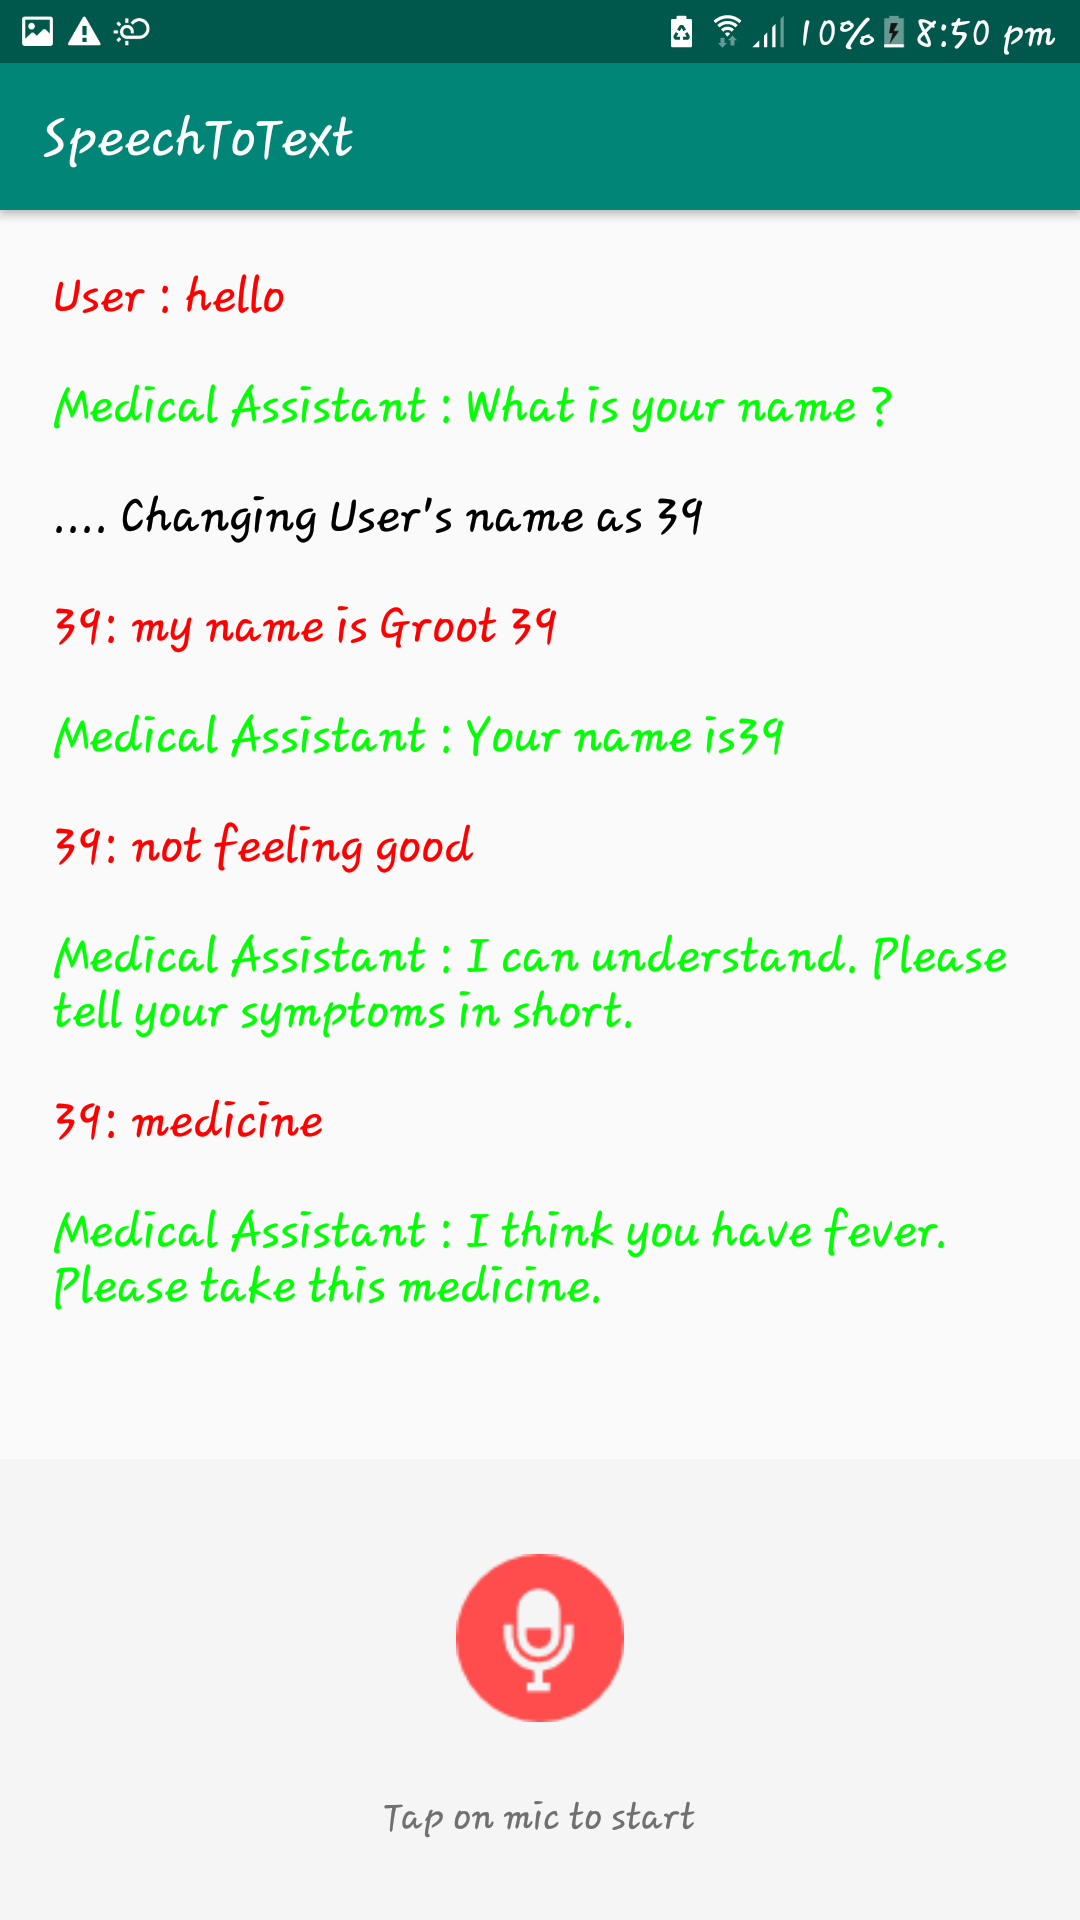 10% 8:50 pm
SpeechToText
User : hello
Medical Assistant : What is your name ?
.... Changing User's name as 39
39: my name is Groot 39
Medical Assistant : Your name is39
39: not feeling good
Medical Assistant : I can understand. Please
tell your symptoms in short.
39: medicine
Medical Assistant : I think you have fever.
Please take this medicine.
Tap on mic to start